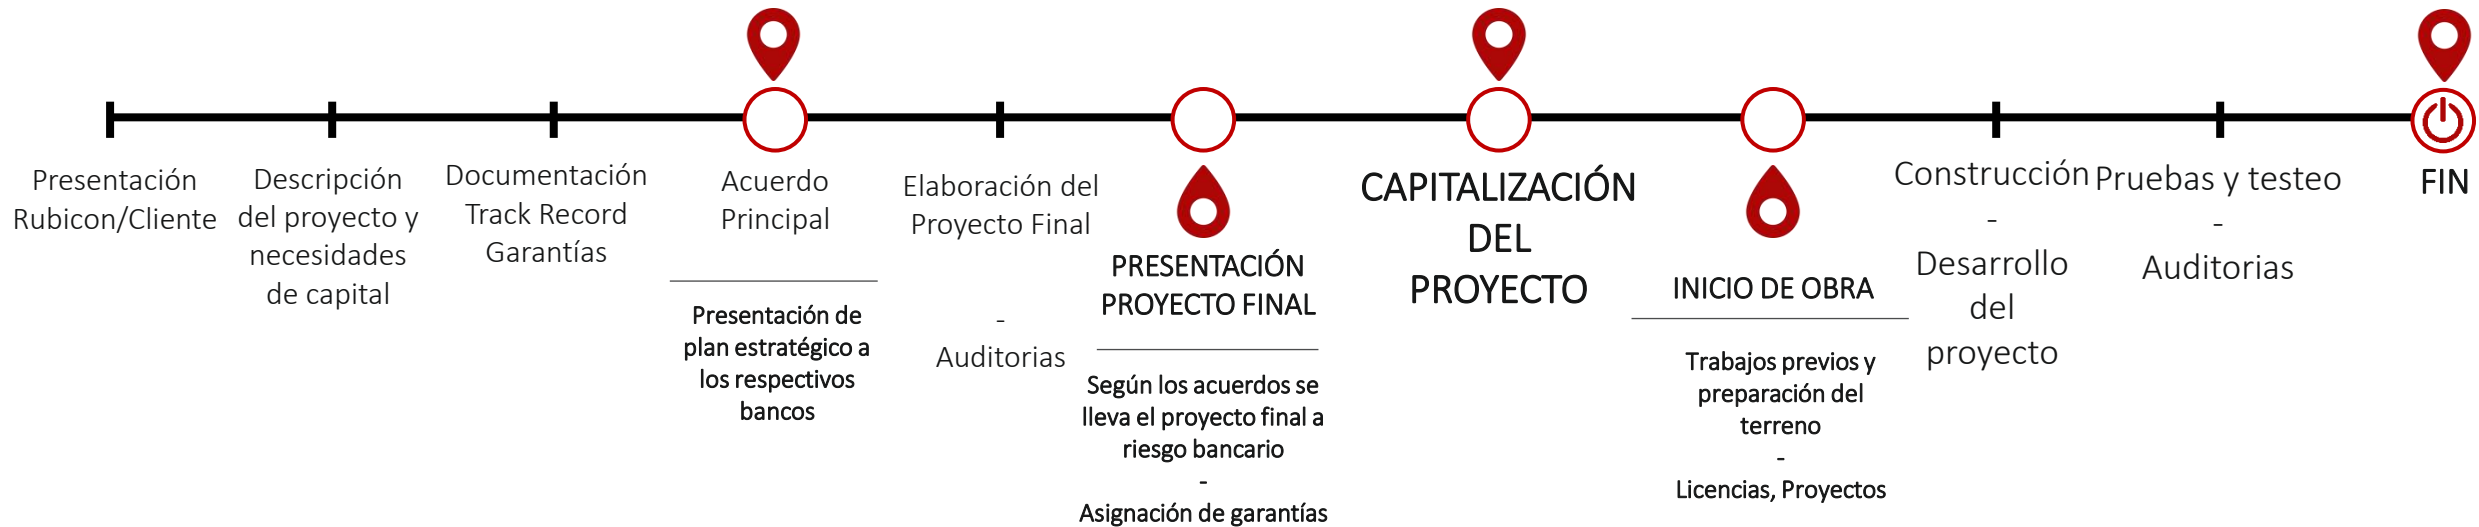 Presentación
Rubicon/Cliente
Descripción
del proyecto y
necesidades
de capital
Documentación
Track Record
Garantías
Acuerdo
Principal
Presentación de
plan estratégico a
los respectivos
bancos
Elaboración del
Proyecto Final
-
Auditorias
PRESENTACIÓN
PROYECTO FINAL
Según los acuerdos se
lleva el proyecto final a
riesgo bancario
-
Asignación de garantías
CAPITALIZACIÓN
DEL
PROYECTO
INICIO DE OBRA
Trabajos previos y
preparación del
terreno
-
Licencias, Proyectos
Construcción
-
Desarrollo
del
proyecto
Pruebas y testeo
-
Auditorias
FIN